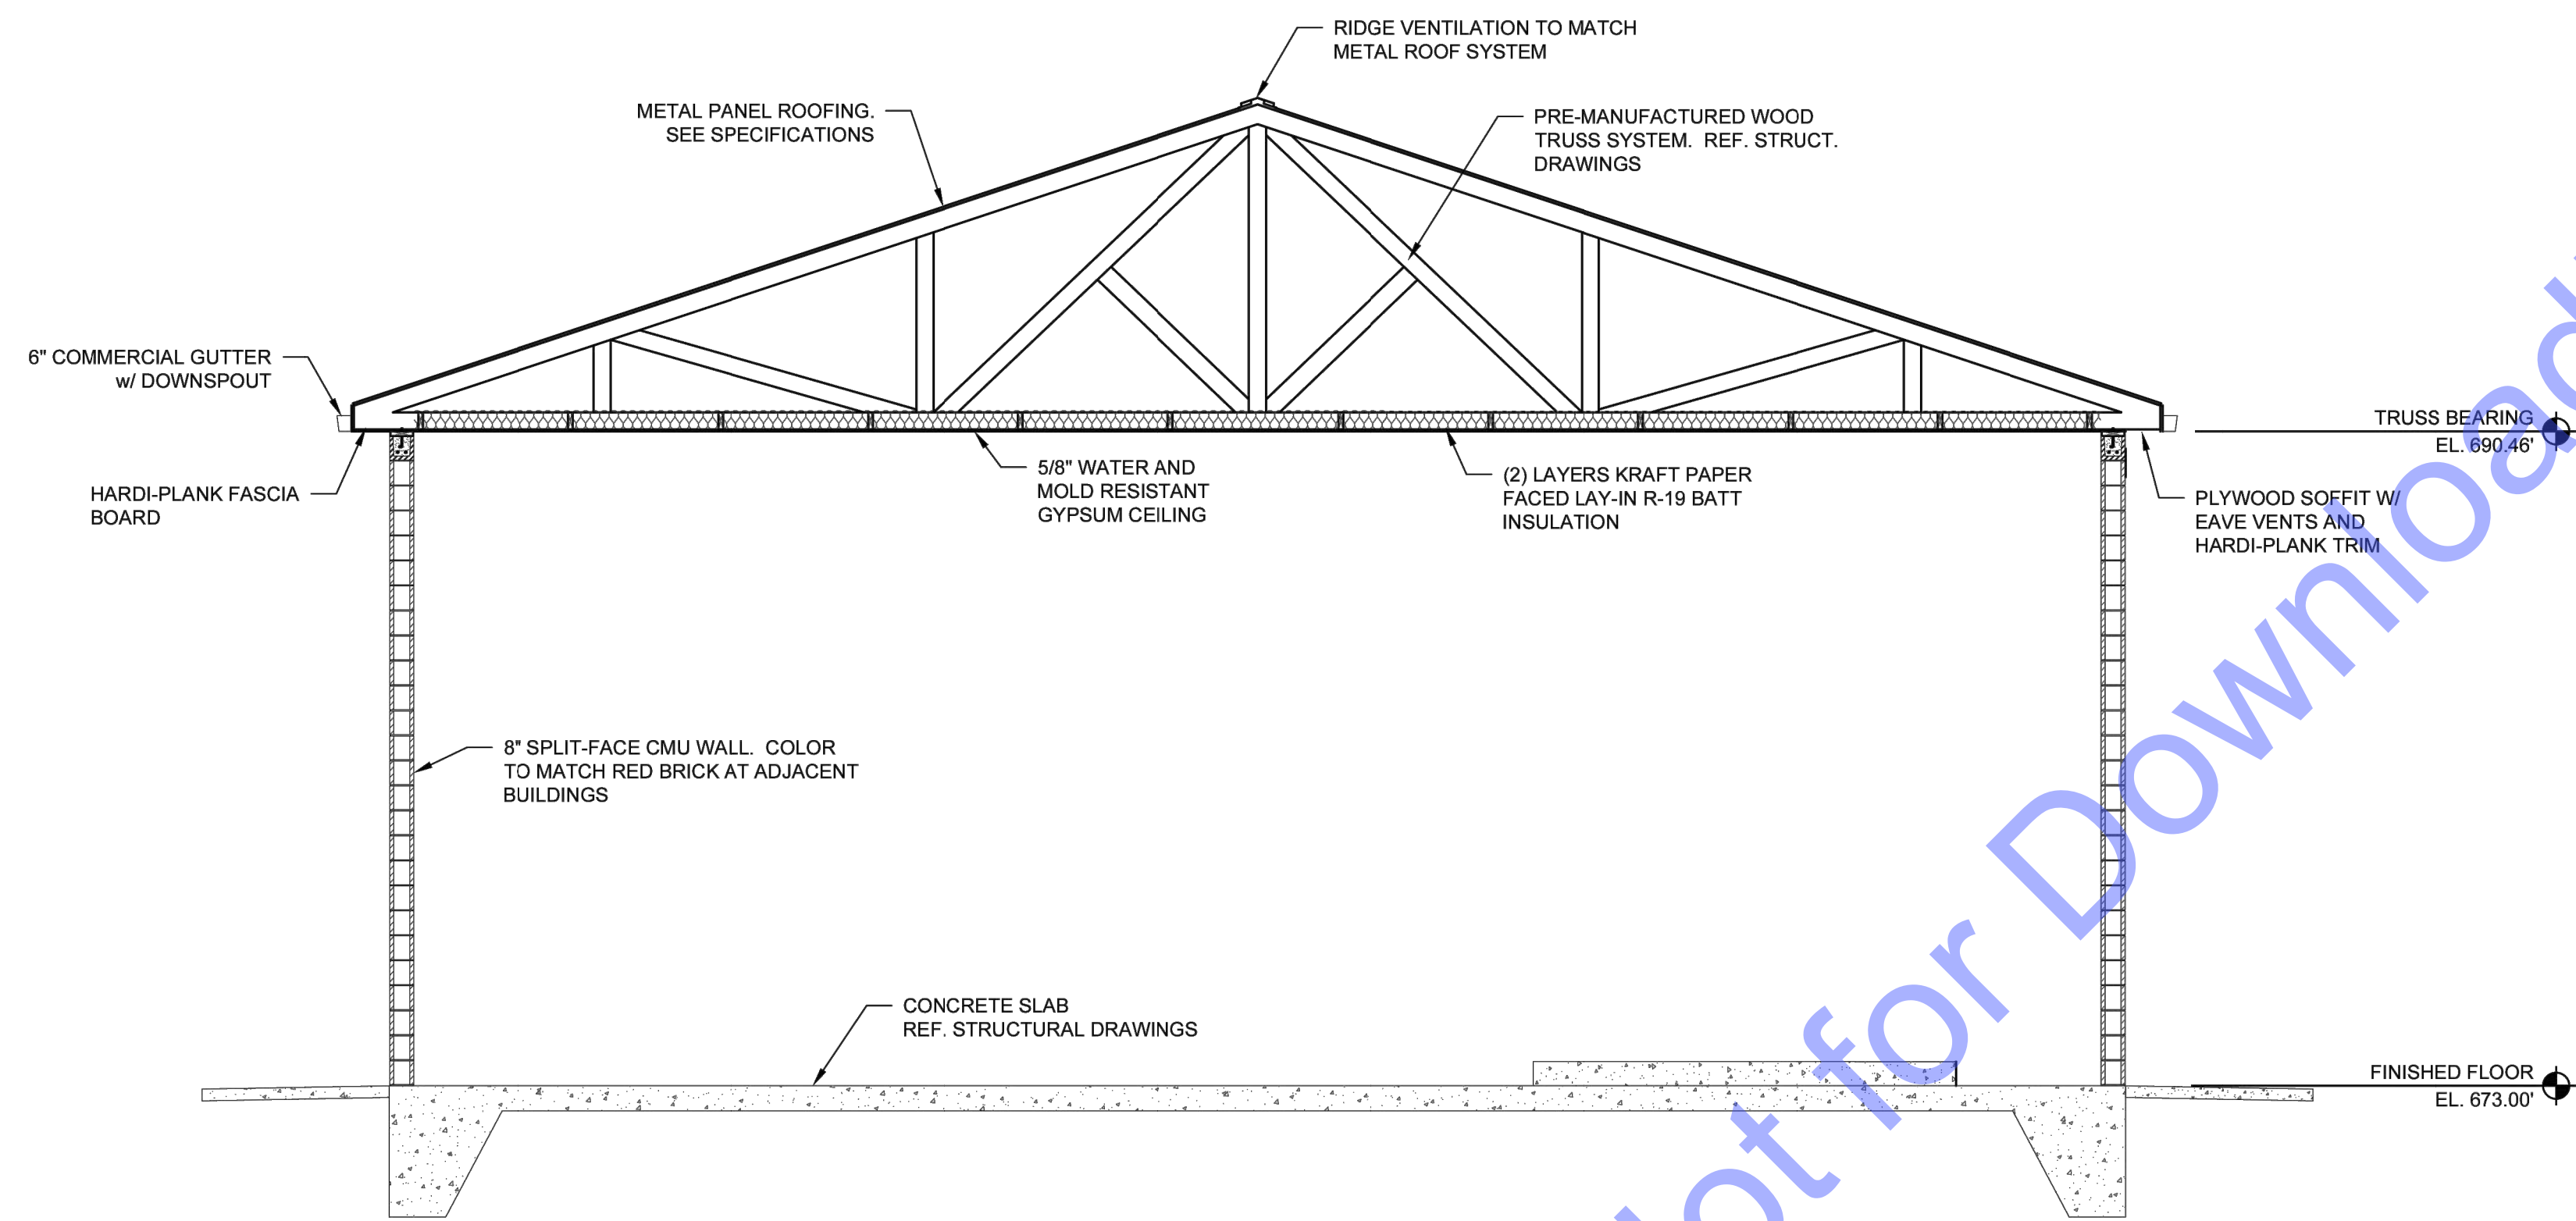 RIDGE VENTILATION TO MATCH
METAL ROOF SYSTEM
METAL PANEL ROOFING.
SEE SPECIFICATIONS
PRE-MANUFACTURED WOOD
TRUSS SYSTEM. REF. STRUCT.
DRAWINGS
6" COMMERCIAL GUTTER
w/ DOWNSPOUT
TRUSS BEARING
EL. 690.46'
HARDI-PLANK FASCIA
BOARD
5/8" WATER AND
MOLD RESISTANT
GYPSUM CEILING
(2) LAYERS KRAFT PAPER
FACED LAY-IN R-19 BATT
INSULATION
PLYWOOD SOFFIT W/
EAVE VENTS AND
HARDI-PLANK TRIM
8" SPLIT-FACE CMU WALL. COLOR
TO MATCH RED BRICK AT ADJACENT
BUILDINGS
CONCRETE SLAB
REF. STRUCTURAL DRAWINGS
FINISHED FLOOR
EL. 673.00'
for Download